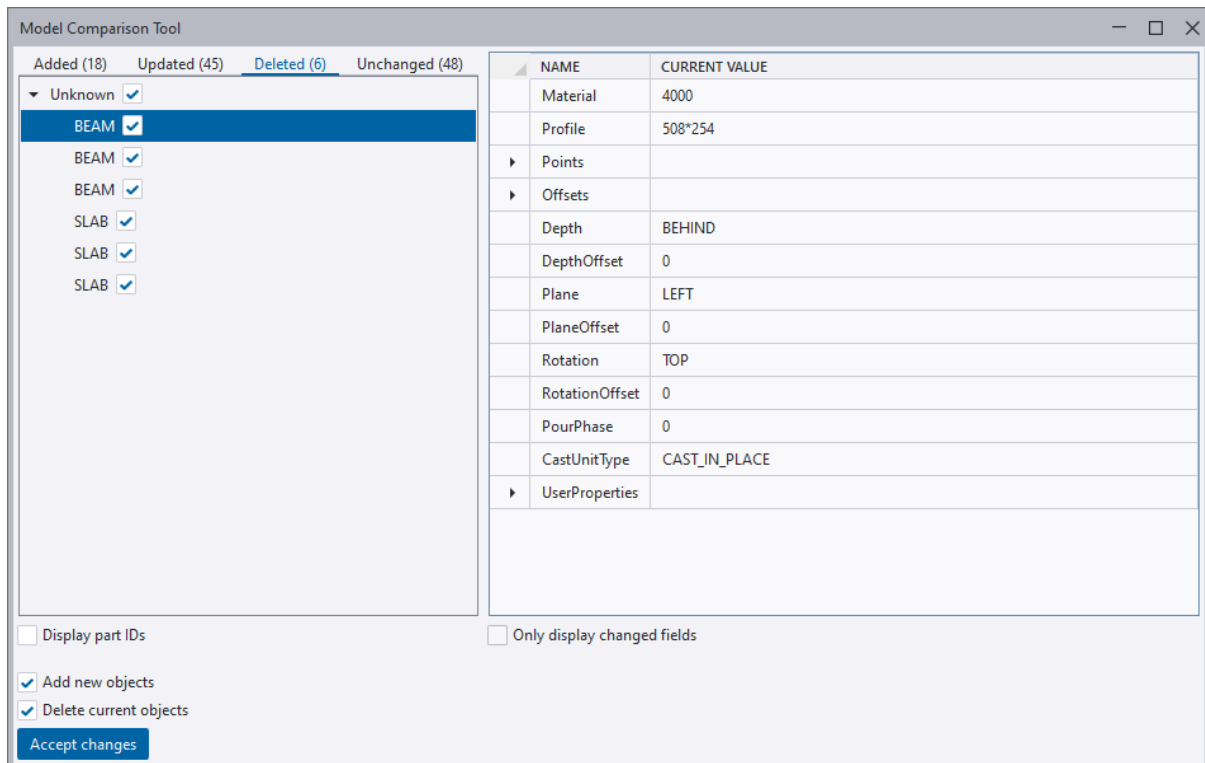 Model Comparison Tool
Added (18) Updated (45) Deleted (6) Unchanged (48)
Unknown
BEAM
BEAM
BEAM
SLAB
SLAB
SLAB
NAME CURRENT VALUE
Material 4000
Profile 508*254
Points
Offsets
Depth BEHIND
DepthOffset 0
Plane LEFT
PlaneOffset 0
Rotation TOP
RotationOffset 0
PourPhase 0
CastUnitType CAST_IN_PLACE
UserProperties
Display part IDs
Only display changed fields
Add new objects
Delete current objects
Accept changes